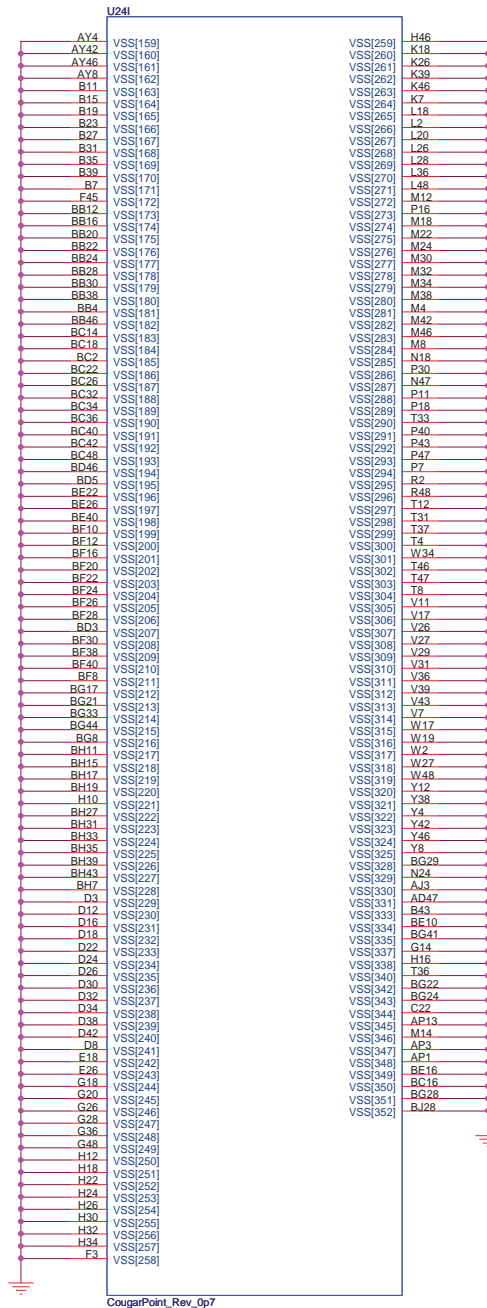 U24I
AY4 VSS[159]
AY42 VSS[160]
AY46 VSS[161]
AY8 VSS[162]
B11 VSS[163]
B15 VSS[164]
B19 VSS[165]
B23 VSS[166]
B27 VSS[167]
B31 VSS[168]
B35 VSS[169]
B39 VSS[170]
B7 VSS[171]
F45 VSS[172]
BB12 VSS[173]
BB16 VSS[174]
BB20 VSS[175]
BB22 VSS[176]
BB24 VSS[177]
BB28 VSS[178]
BB30 VSS[179]
BB38 VSS[180]
BB4 VSS[181]
BB46 VSS[182]
BC14 VSS[183]
BC18 VSS[184]
BC2 VSS[185]
BC22 VSS[186]
BC26 VSS[187]
BC32 VSS[188]
BC34 VSS[189]
BC36 VSS[190]
BC40 VSS[191]
BC42 VSS[192]
BC48 VSS[193]
BD46 VSS[194]
BD5 VSS[195]
BE22 VSS[196]
BE26 VSS[197]
BE40 VSS[198]
BF10 VSS[199]
BF12 VSS[200]
BF16 VSS[201]
BF20 VSS[202]
BF22 VSS[203]
BF24 VSS[204]
BF26 VSS[205]
BF28 VSS[206]
BD3 VSS[207]
BF30 VSS[208]
BF38 VSS[209]
BF40 VSS[210]
BF8 VSS[211]
BG17 VSS[212]
BG21 VSS[213]
BG33 VSS[214]
BG44 VSS[215]
BG8 VSS[216]
BH11 VSS[217]
BH15 VSS[218]
BH17 VSS[219]
BH19 VSS[220]
H10 VSS[221]
BH27 VSS[222]
BH31 VSS[223]
BH33 VSS[224]
BH35 VSS[225]
BH39 VSS[226]
BH43 VSS[227]
BH7 VSS[228]
D3 VSS[229]
D12 VSS[230]
D16 VSS[231]
D18 VSS[232]
D22 VSS[233]
D24 VSS[234]
D26 VSS[235]
D30 VSS[236]
D32 VSS[237]
D34 VSS[238]
D38 VSS[239]
D42 VSS[240]
D8 VSS[241]
E18 VSS[242]
E26 VSS[243]
G18 VSS[244]
G20 VSS[245]
G26 VSS[246]
G28 VSS[247]
G36 VSS[248]
G48 VSS[249]
H12 VSS[250]
H18 VSS[251]
H22 VSS[252]
H24 VSS[253]
H26 VSS[254]
H30 VSS[255]
H32 VSS[256]
H34 VSS[257]
F3 VSS[258]
VSS[259] H46
VSS[260] K18
VSS[261] K26
VSS[262] K39
VSS[263] K46
VSS[264] K7
VSS[265] L18
VSS[266] L2
VSS[267] L20
VSS[268] L26
VSS[269] L28
VSS[270] L36
VSS[271] L48
VSS[272] M12
VSS[273] P16
VSS[274] M18
VSS[275] M22
VSS[276] M24
VSS[277] M30
VSS[278] M32
VSS[279] M34
VSS[280] M38
VSS[281] M4
VSS[282] M42
VSS[283] M46
VSS[284] M8
VSS[285] N18
VSS[286] P30
VSS[287] N47
VSS[288] P11
VSS[289] P18
VSS[290] T33
VSS[291] P40
VSS[292] P43
VSS[293] P47
VSS[294] P7
VSS[295] R2
VSS[296] R48
VSS[297] T12
VSS[298] T31
VSS[299] T37
VSS[300] T4
VSS[301] W34
VSS[302] T46
VSS[303] T47
VSS[304] T8
VSS[305] V11
VSS[306] V17
VSS[307] V26
VSS[308] V27
VSS[309] V29
VSS[310] V31
VSS[311] V36
VSS[312] V39
VSS[313] V43
VSS[314] V7
VSS[315] W17
VSS[316] W19
VSS[317] W2
VSS[318] W27
VSS[319] W48
VSS[320] Y12
VSS[321] Y38
VSS[322] Y4
VSS[323] Y42
VSS[324] Y46
VSS[325] Y8
VSS[328] BG29
VSS[329] N24
VSS[330] AJ3
VSS[331] AD47
VSS[333] B43
VSS[334] BE10
VSS[335] BG41
VSS[337] G14
VSS[338] H16
VSS[340] T36
VSS[342] BG22
VSS[343] BG24
VSS[344] C22
VSS[345] AP13
VSS[346] M14
VSS[347] AP3
VSS[348] AP1
VSS[349] BE16
VSS[350] BC16
VSS[351] BG28
VSS[352] BJ28
CougarPoint_Rev_0p7